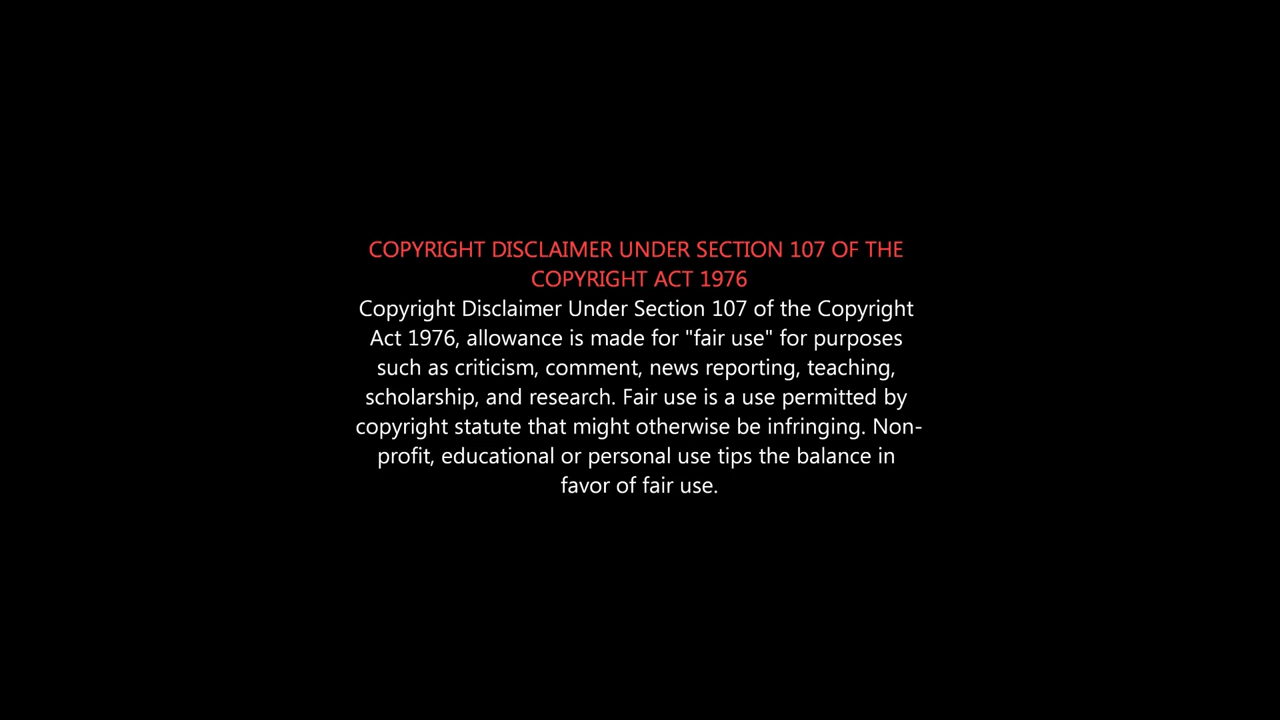 COPYRIGHT DISCLAIMER UNDER SECTION 107 OF THE
COPYRIGHT ACT 1976
Copyright Disclaimer Under Section 107 of the Copyright
Act 1976, allowance is made for "fair use" for purposes
such as criticism, comment, news reporting, teaching,
scholarship, and research. Fair use is a use permitted by
copyright statute that might otherwise be infringing. Non-
profit, educational or personal use tips the balance in
favor of fair use.